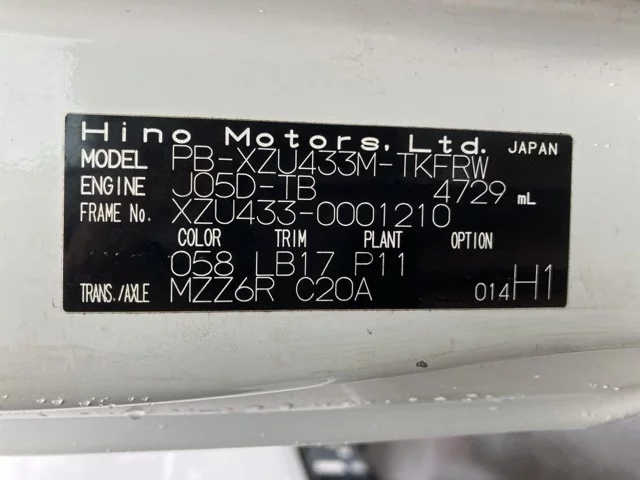 Hino Motors, Ltd. JAPAN
MODEL PB-XZU433M-TKFRW
ENGINE J05D-TB 4729 mL
FRAME No. XZU433-0001210
COLOR TRIM PLANT OPTION
058 LB17 P11
TRANS./AXLE MZZ6R C20A 014H1